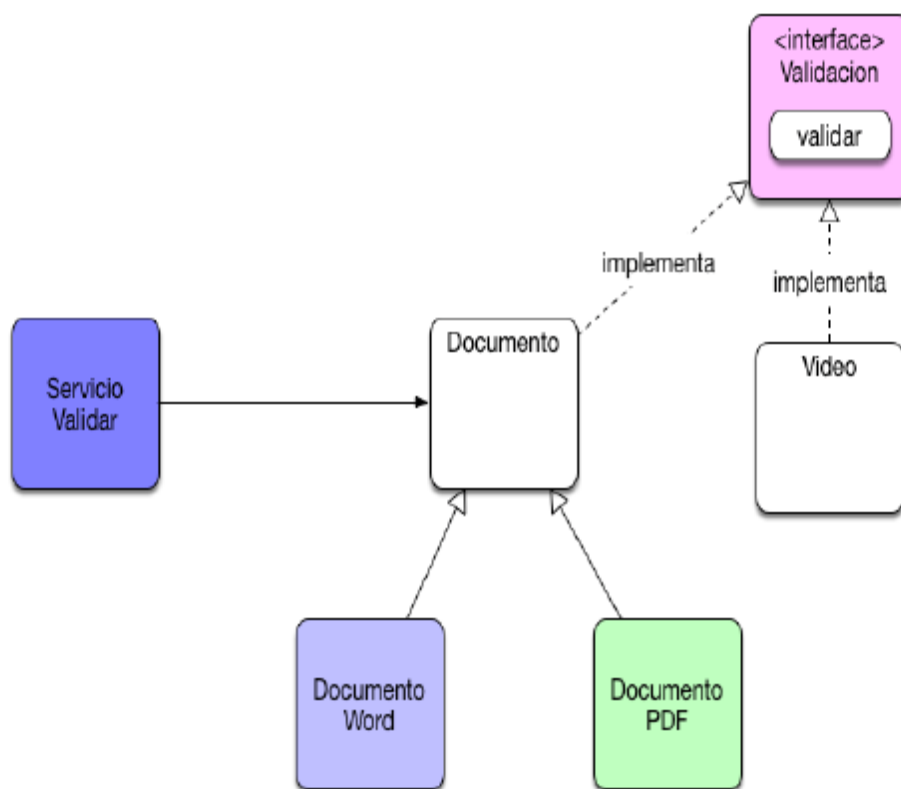 <interface>
Validacion
validar
implementa
implementa
Servicio
Validar
Documento
Video
Documento
Word
Documento
PDF